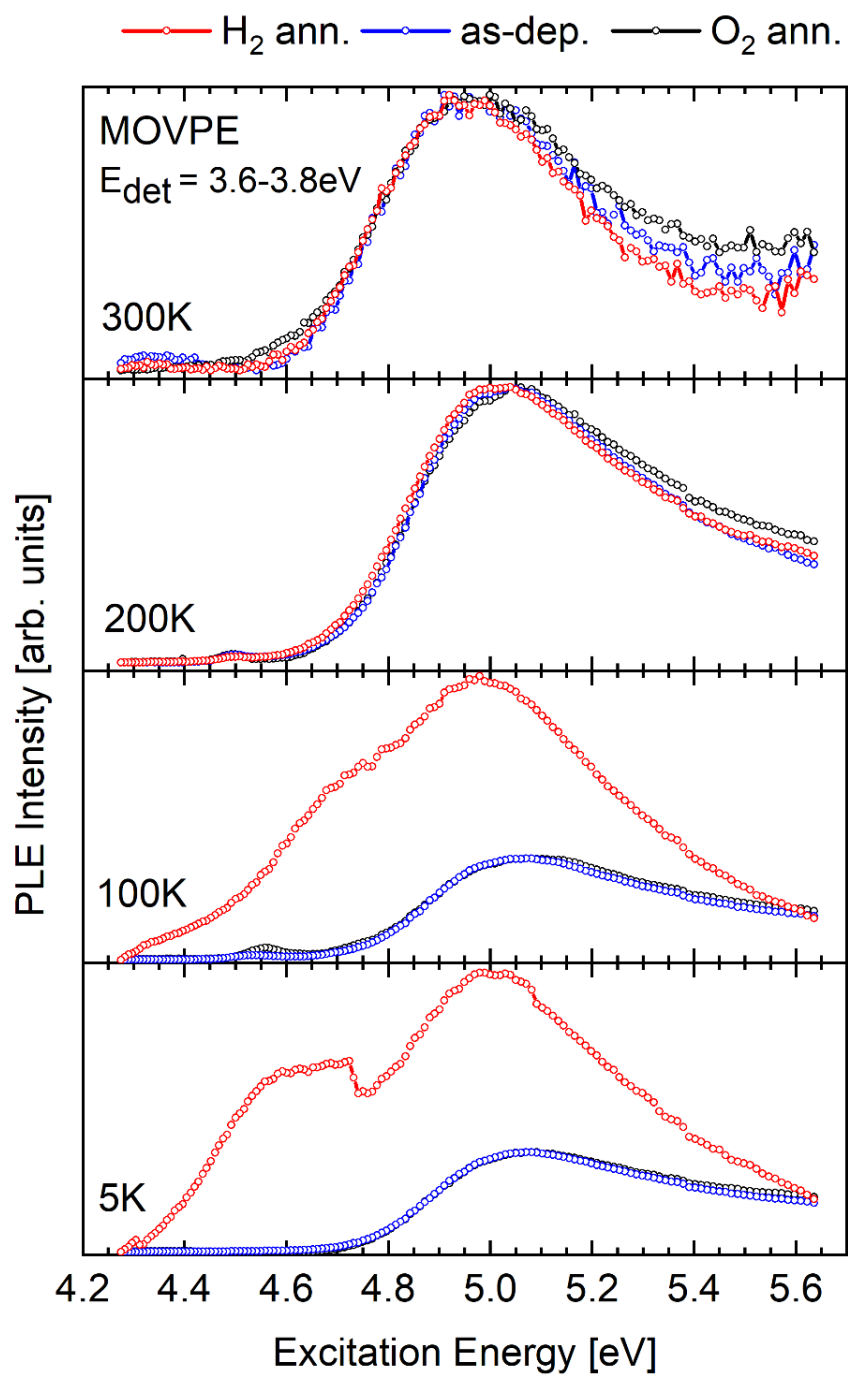 H₂ ann. as-dep. O₂ ann.
MOVPE
E_det = 3.6-3.8eV
300K
200K
100K
5K
PLE Intensity [arb. units]
4.2 4.4 4.6 4.8 5.0 5.2 5.4 5.6
Excitation Energy [eV]